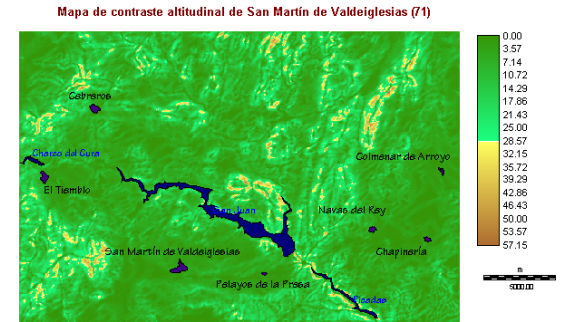 Mapa de contraste altitudinal de San Martín de Valdeiglesias (71)
Cebreros
Charco del Cura
El Tiemblo
San Juan
Colmenar de Arroyo
Navas del Rey
Chapinería
San Martín de Valdeiglesias
Pelayos de la Presa
Picadas
0.00
3.57
7.14
10.72
14.29
17.86
21.43
25.00
28.57
32.15
35.72
39.29
42.86
46.43
50.00
53.57
57.15
m
5000.00